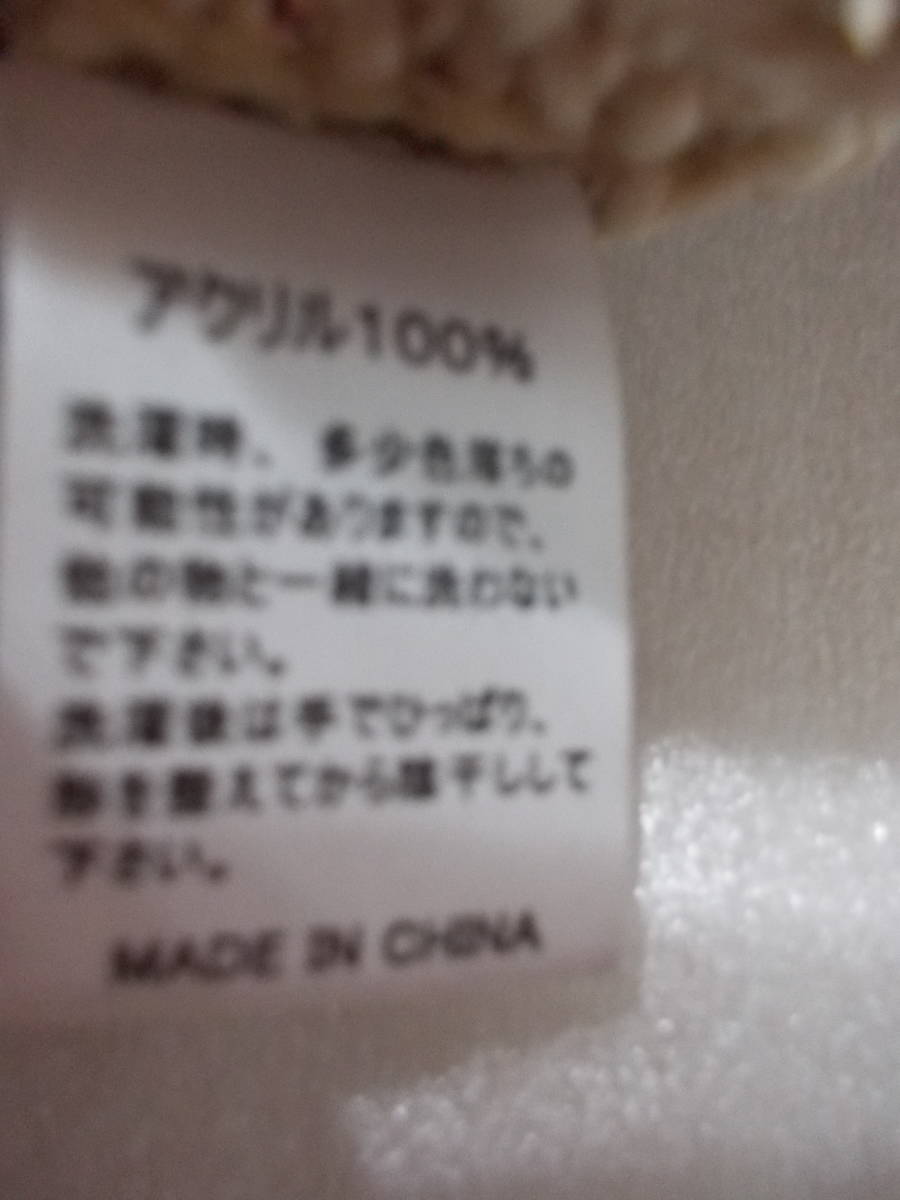 アクリル100%
洗濯時、多少色落ちの
可能性がありますので、
他の物と一緒に洗わない
で下さい。
洗濯後は手でひっぱり、
形を整えてから陰干しして
下さい。
MADE IN CHINA